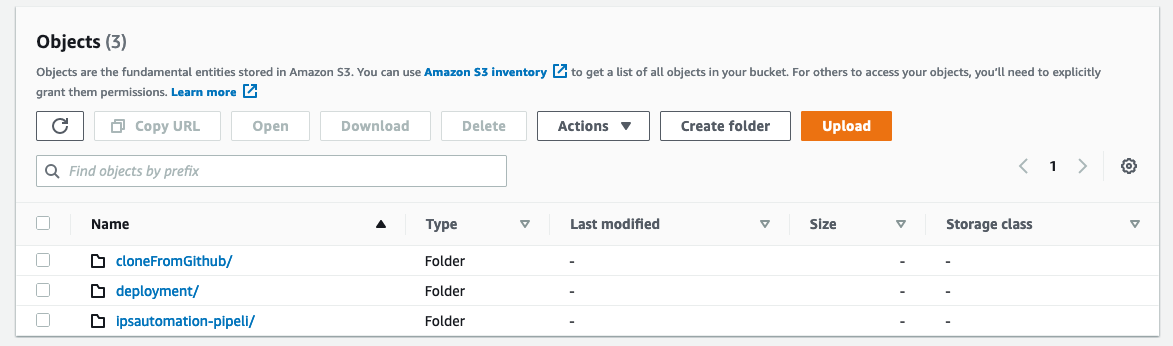 Objects (3)
Objects are the fundamental entities stored in Amazon S3. You can use Amazon S3 inventory to get a list of all objects in your bucket. For others to access your objects, you'll need to explicitly
grant them permissions. Learn more
Copy URL Open Download Delete Actions Create folder Upload
Find objects by prefix 1
Name Type Last modified Size Storage class
cloneFromGithub/ Folder - - -
deployment/ Folder - - -
ipsautomation-pipeli/ Folder - - -